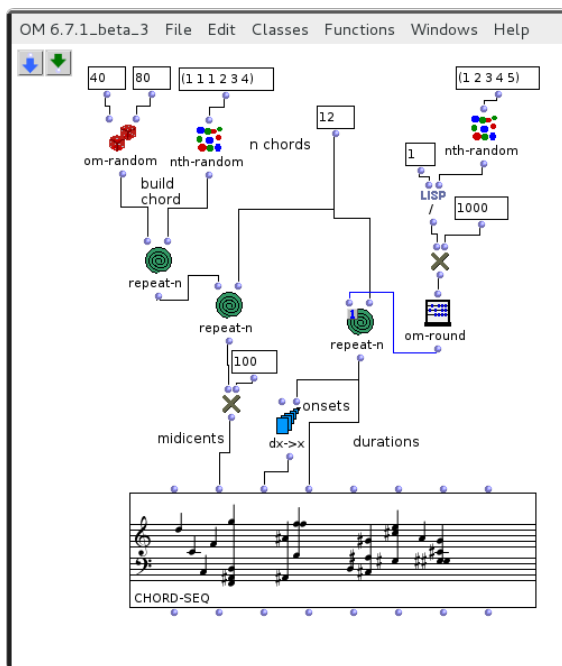 OM 6.7.1_beta_3 File Edit Classes Functions Windows Help
40 80 (1 1 1 2 3 4) (1 2 3 4 5)
12
om-random nth-random n chords nth-random
1
build
chord
LISP
/
1000
repeat-n
repeat-n 1 om-round
repeat-n
100
onsets
midicents dx->x durations
CHORD-SEQ